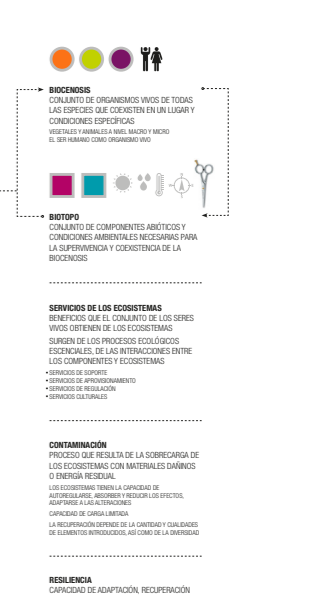 BIOCENOSIS
CONJUNTO DE ORGANISMOS VIVOS DE TODAS
LAS ESPECIES QUE COEXISTEN EN UN LUGAR Y
CONDICIONES ESPECÍFICAS
VEGETALES Y ANIMALES A NIVEL MACRO Y MICRO
EL SER HUMANO COMO ORGANISMO VIVO
BIOTOPO
CONJUNTO DE COMPONENTES ABIÓTICOS Y
CONDICIONES AMBIENTALES NECESARIAS PARA
LA SUPERVIVENCIA Y COEXISTENCIA DE LA
BIOCENOSIS
SERVICIOS DE LOS ECOSISTEMAS
BENEFICIOS QUE EL CONJUNTO DE LOS SERES
VIVOS OBTIENEN DE LOS ECOSISTEMAS
SURGEN DE LOS PROCESOS ECOLÓGICOS
ESCENCIALES, DE LAS INTERACCIONES ENTRE
LOS COMPONENTES Y ECOSISTEMAS
• SERVICIOS DE SOPORTE
• SERVICIOS DE APROVISIONAMIENTO
• SERVICIOS DE REGULACIÓN
• SERVICIOS CULTURALES
CONTAMINACIÓN
PROCESO QUE RESULTA DE LA SOBRECARGA DE
LOS ECOSISTEMAS CON MATERIALES DAÑINOS
O ENERGÍA RESIDUAL
LOS ECOSISTEMAS TIENEN LA CAPACIDAD DE
AUTOREGULARSE, ABSORBER Y REDUCIR LOS EFECTOS,
ADAPTARSE A LAS ALTERACIONES
CAPACIDAD DE CARGA LIMITADA
LA RECUPERACIÓN DEPENDE DE LA CANTIDAD Y CUALIDADES
DE ELEMENTOS INTRODUCIDOS, ASÍ COMO DE LA DIVERSIDAD
RESILIENCIA
CAPACIDAD DE ADAPTACIÓN, RECUPERACIÓN